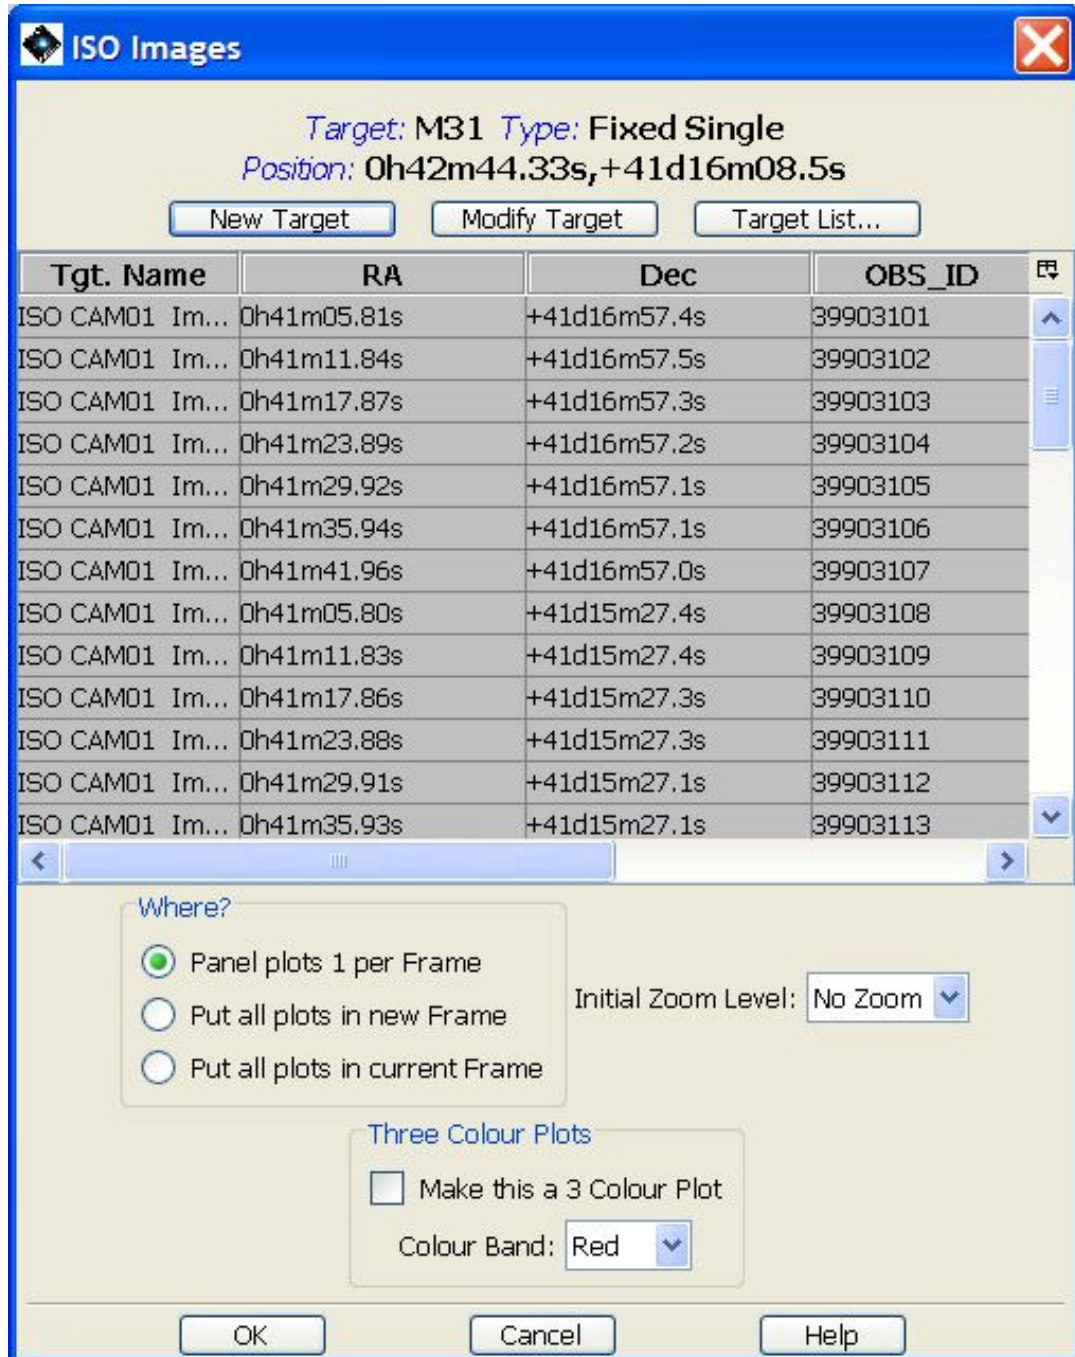 ISO Images
Target: M31 Type: Fixed Single
Position: 0h42m44.33s,+41d16m08.5s
New Target Modify Target Target List...
Tgt. Name RA Dec OBS_ID
ISO CAM01 Im... 0h41m05.81s +41d16m57.4s 39903101
ISO CAM01 Im... 0h41m11.84s +41d16m57.5s 39903102
ISO CAM01 Im... 0h41m17.87s +41d16m57.3s 39903103
ISO CAM01 Im... 0h41m23.89s +41d16m57.2s 39903104
ISO CAM01 Im... 0h41m29.92s +41d16m57.1s 39903105
ISO CAM01 Im... 0h41m35.94s +41d16m57.1s 39903106
ISO CAM01 Im... 0h41m41.96s +41d16m57.0s 39903107
ISO CAM01 Im... 0h41m05.80s +41d15m27.4s 39903108
ISO CAM01 Im... 0h41m11.83s +41d15m27.4s 39903109
ISO CAM01 Im... 0h41m17.86s +41d15m27.3s 39903110
ISO CAM01 Im... 0h41m23.88s +41d15m27.3s 39903111
ISO CAM01 Im... 0h41m29.91s +41d15m27.1s 39903112
ISO CAM01 Im... 0h41m35.93s +41d15m27.1s 39903113
Where?
Panel plots 1 per Frame
Put all plots in new Frame
Put all plots in current Frame
Initial Zoom Level: No Zoom
Three Colour Plots
Make this a 3 Colour Plot
Colour Band: Red
OK Cancel Help